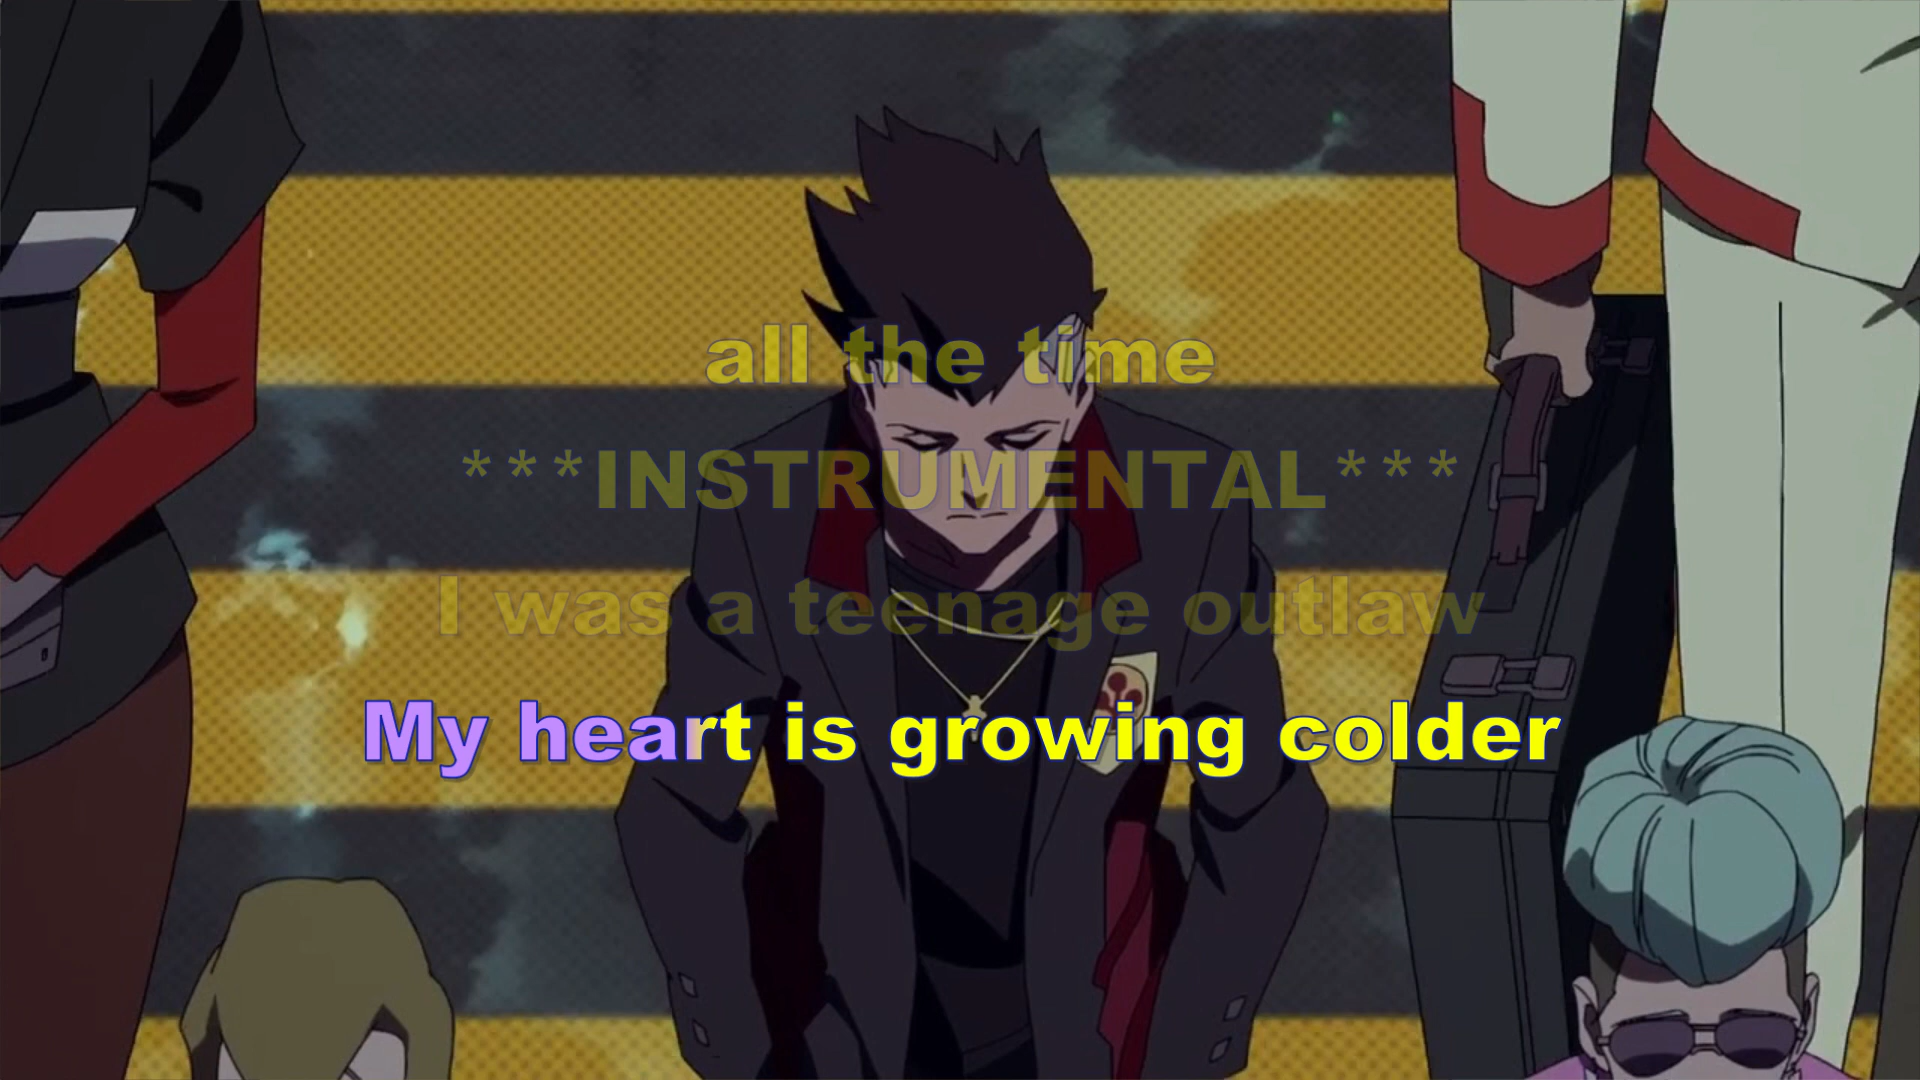 all the time
***INSTRUMENTAL***
I was a teenage outlaw
My heart is growing colder